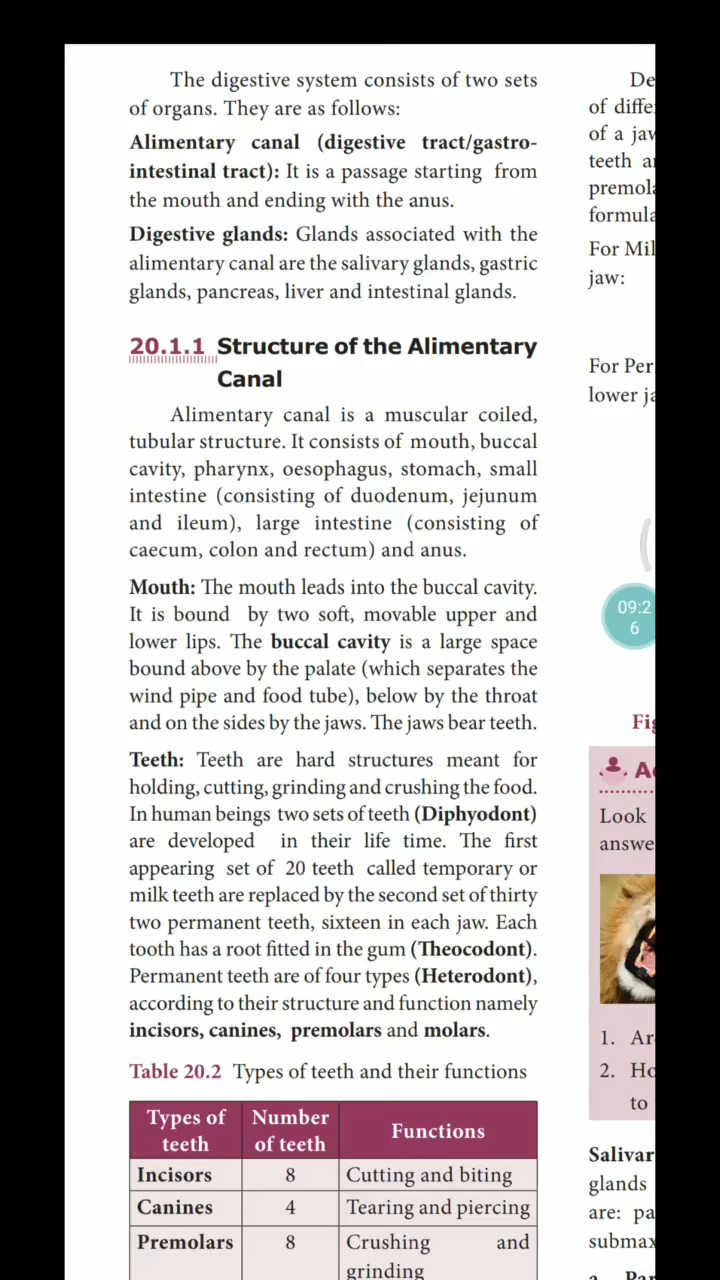 The digestive system consists of two sets
of organs. They are as follows:
Alimentary canal (digestive tract/gastro-
intestinal tract): It is a passage starting from
the mouth and ending with the anus.
Digestive glands: Glands associated with the
alimentary canal are the salivary glands, gastric
glands, pancreas, liver and intestinal glands.
20.1.1 Structure of the Alimentary
Canal
Alimentary canal is a muscular coiled,
tubular structure. It consists of mouth, buccal
cavity, pharynx, oesophagus, stomach, small
intestine (consisting of duodenum, jejunum
and ileum), large intestine (consisting of
caecum, colon and rectum) and anus.
Mouth: The mouth leads into the buccal cavity.
It is bound by two soft, movable upper and
lower lips. The buccal cavity is a large space
bound above by the palate (which separates the
wind pipe and food tube), below by the throat
and on the sides by the jaws. The jaws bear teeth.
Teeth: Teeth are hard structures meant for
holding, cutting, grinding and crushing the food.
In human beings two sets of teeth (Diphyodont)
are developed in their life time. The first
appearing set of 20 teeth called temporary or
milk teeth are replaced by the second set of thirty
two permanent teeth, sixteen in each jaw. Each
tooth has a root fitted in the gum (Theocodont).
Permanent teeth are of four types (Heterodont),
according to their structure and function namely
incisors, canines, premolars and molars.
Table 20.2 Types of teeth and their functions
Types of teeth Number of teeth Functions
Incisors 8 Cutting and biting
Canines 4 Tearing and piercing
Premolars 8 Crushing and
grinding
of
of a
teeth
formula
For
jaw:
For
lower
09:2
6
Look
1.
2.
to
glands
are:
a.